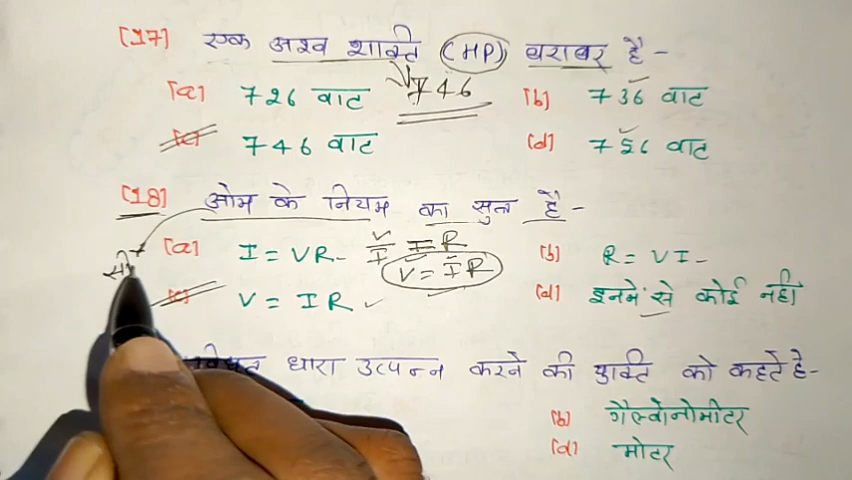 [17] एक अश्व शक्ति (HP) बराबर है -
746
[a] 726 वाट [b] 736 वाट
[c] 746 वाट [d] 756 वाट
[18] ओम के नियम का सुत्र है -
[a] I = VR - V/I = R [b] R = VI -
V = IR
[c] V = IR [d] इनमें से कोई नहीं
धारा उत्पन्न करने की युक्ति को कहते है -
[b] गैल्वोनोमीटर
[d] मोटर